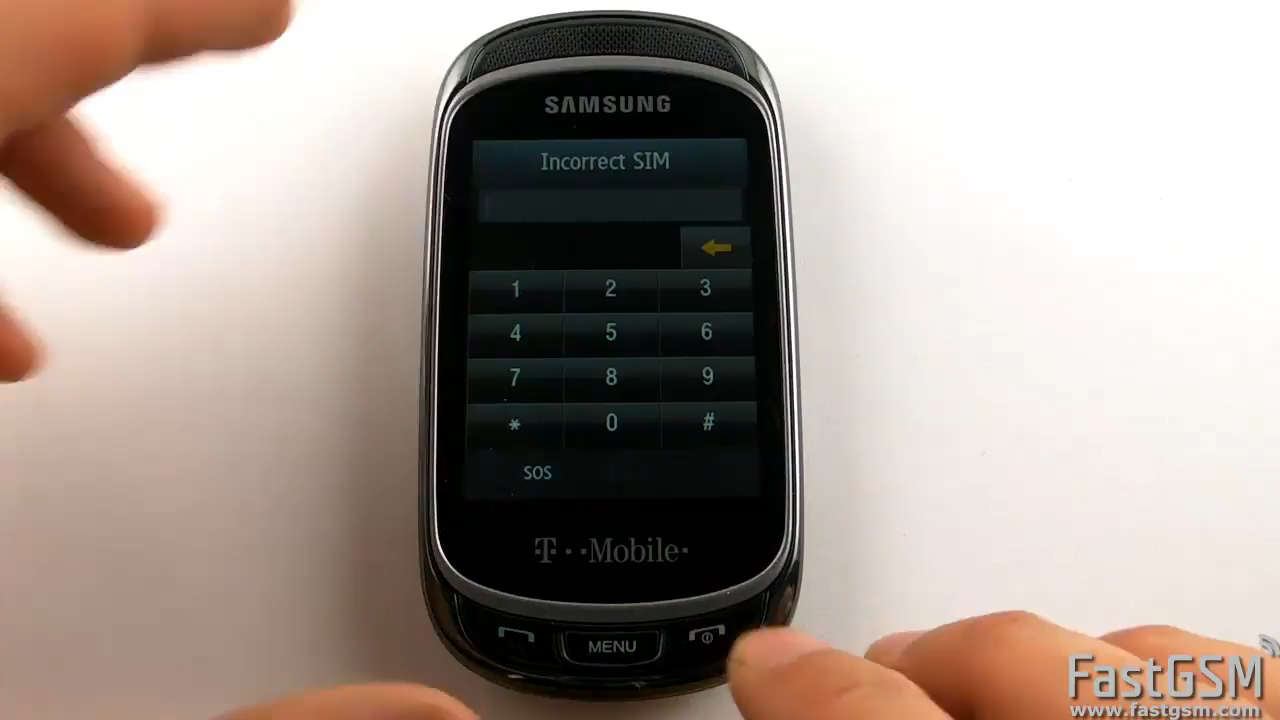 SAMSUNG
Incorrect SIM
1 2 3
4 5 6
7 8 9
* 0 #
SOS
T··Mobile·
MENU
FastGSM
www.fastgsm.com